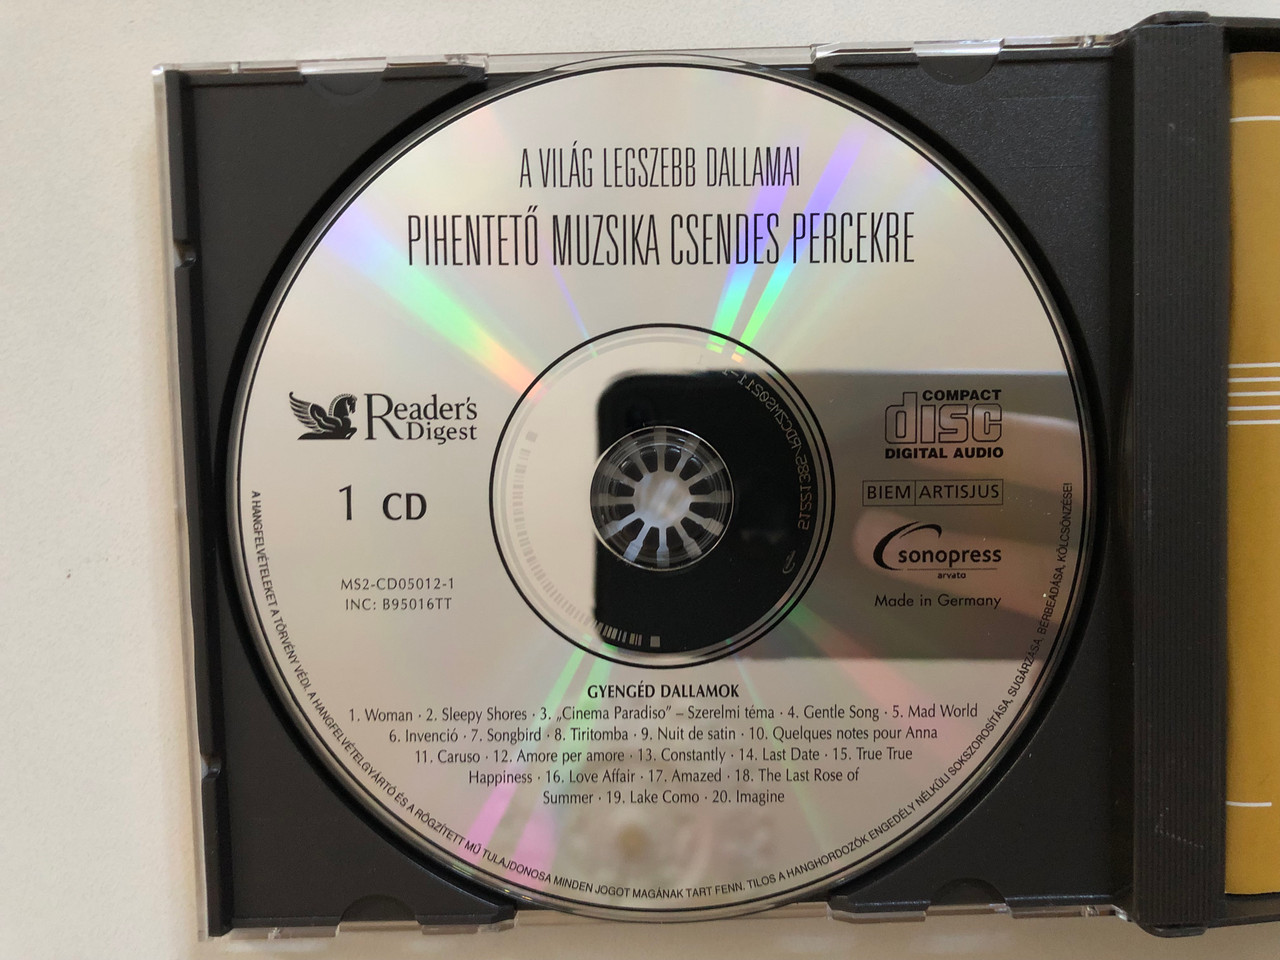 A VILÁG LEGSZEBB DALLAMAI
PIHENTETŐ MUZSIKA CSENDES PERCEKRE
Reader's
Digest
1 CD
MS2-CD05012-1
INC: B95016TT
COMPACT
disc
DIGITAL AUDIO
BIEM ARTISJUS
sonopress
arvato
Made in Germany
GYENGÉD DALLAMOK
1. Woman · 2. Sleepy Shores · 3. „Cinema Paradiso” – Szerelmi téma · 4. Gentle Song · 5. Mad World
6. Invenció · 7. Songbird · 8. Tiritomba · 9. Nuit de satin · 10. Quelques notes pour Anna
11. Caruso · 12. Amore per amore · 13. Constantly · 14. Last Date · 15. True True
Happiness · 16. Love Affair · 17. Amazed · 18. The Last Rose of
Summer · 19. Lake Como · 20. Imagine
A HANGFELVÉTELEKET A TÖRVÉNY VÉDI. A HANGFELVÉTELGYÁRTÓ ÉS A RÖGZÍTETT MŰ TULAJDONOSA MINDEN JOGOT MAGÁNAK TART FENN. TILOS A HANGHORDOZÓK ENGEDÉLY NÉLKÜLI SOKSZOROSÍTÁSA, SUGÁRZÁSA, BÉRBEADÁSA, KÖLCSÖNZÉSE!